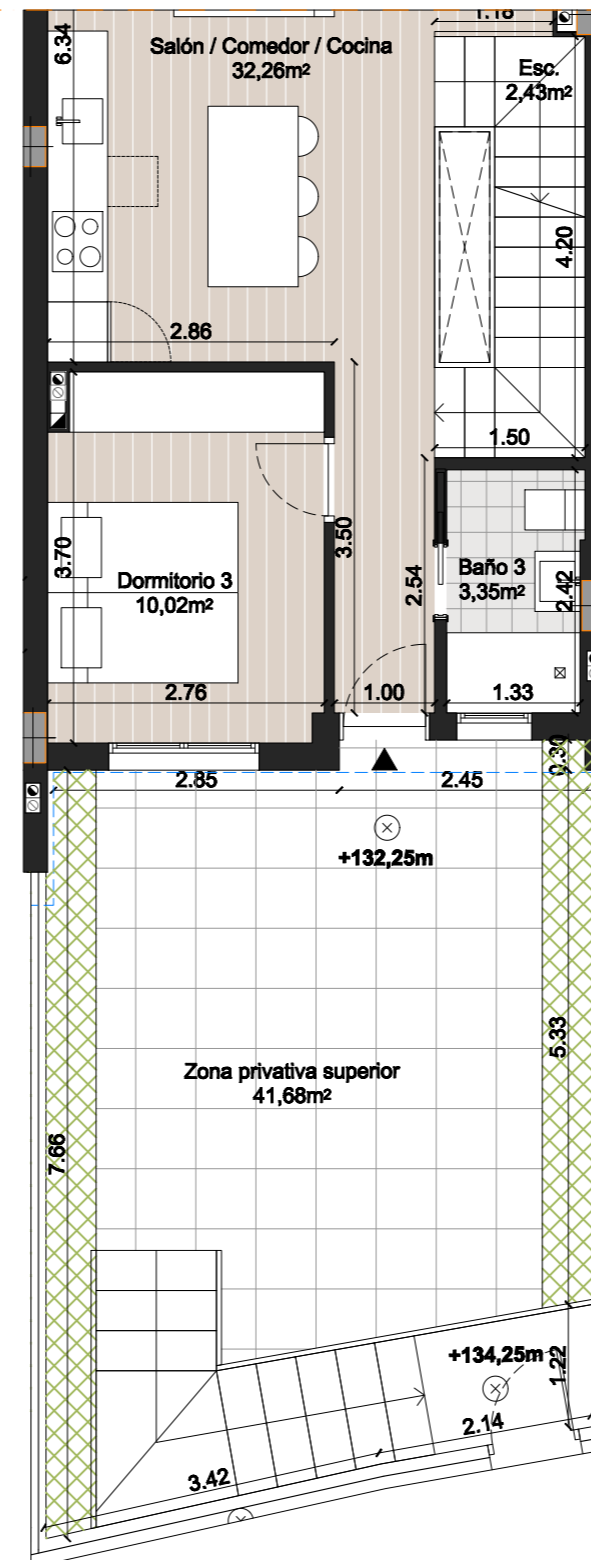 1.18
6.34
Salón / Comedor / Cocina
32,26m²
Esc.
2,43m²
4.20
2.86
1.50
3.50
3.70
2.54
Dormitorio 3
10,02m²
Baño 3
3,35m²
2.42
2.76
1.00
1.33
0.30
2.85
2.45
+132,25m
5.33
Zona privativa superior
41,68m²
7.66
+134,25m
1.22
2.14
3.42